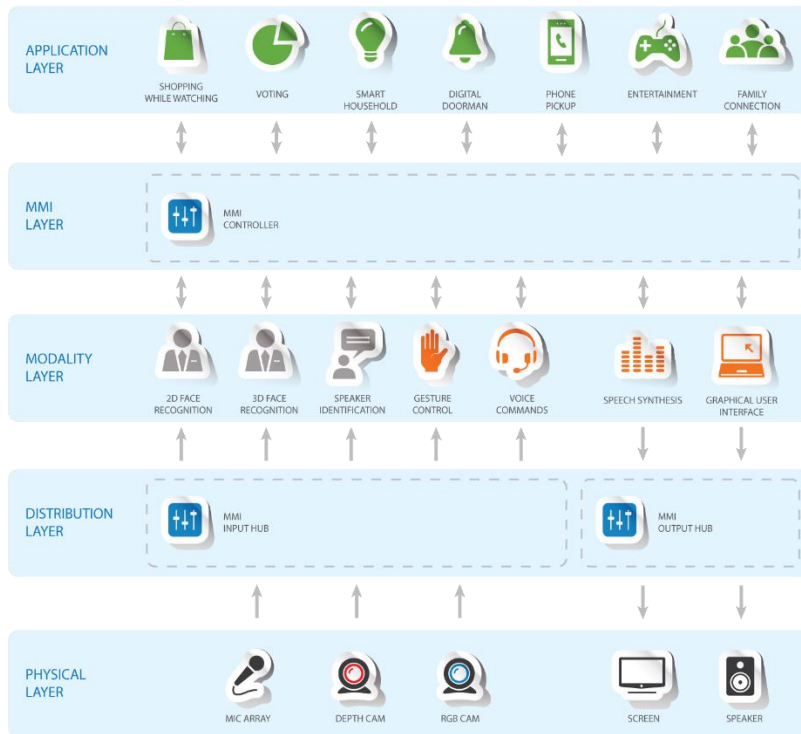 APPLICATION
LAYER
SHOPPING
WHILE WATCHING
VOTING
SMART
HOUSEHOLD
DIGITAL
DOORMAN
PHONE
PICKUP
ENTERTAINMENT
FAMILY
CONNECTION
MMI
LAYER
MMI
CONTROLLER
MODALITY
LAYER
2D FACE
RECOGNITION
3D FACE
RECOGNITION
SPEAKER
IDENTIFICATION
GESTURE
CONTROL
VOICE
COMMANDS
SPEECH SYNTHESIS
GRAPHICAL USER
INTERFACE
DISTRIBUTION
LAYER
MMI
INPUT HUB
MMI
OUTPUT HUB
PHYSICAL
LAYER
MIC ARRAY
DEPTH CAM
RGB CAM
SCREEN
SPEAKER